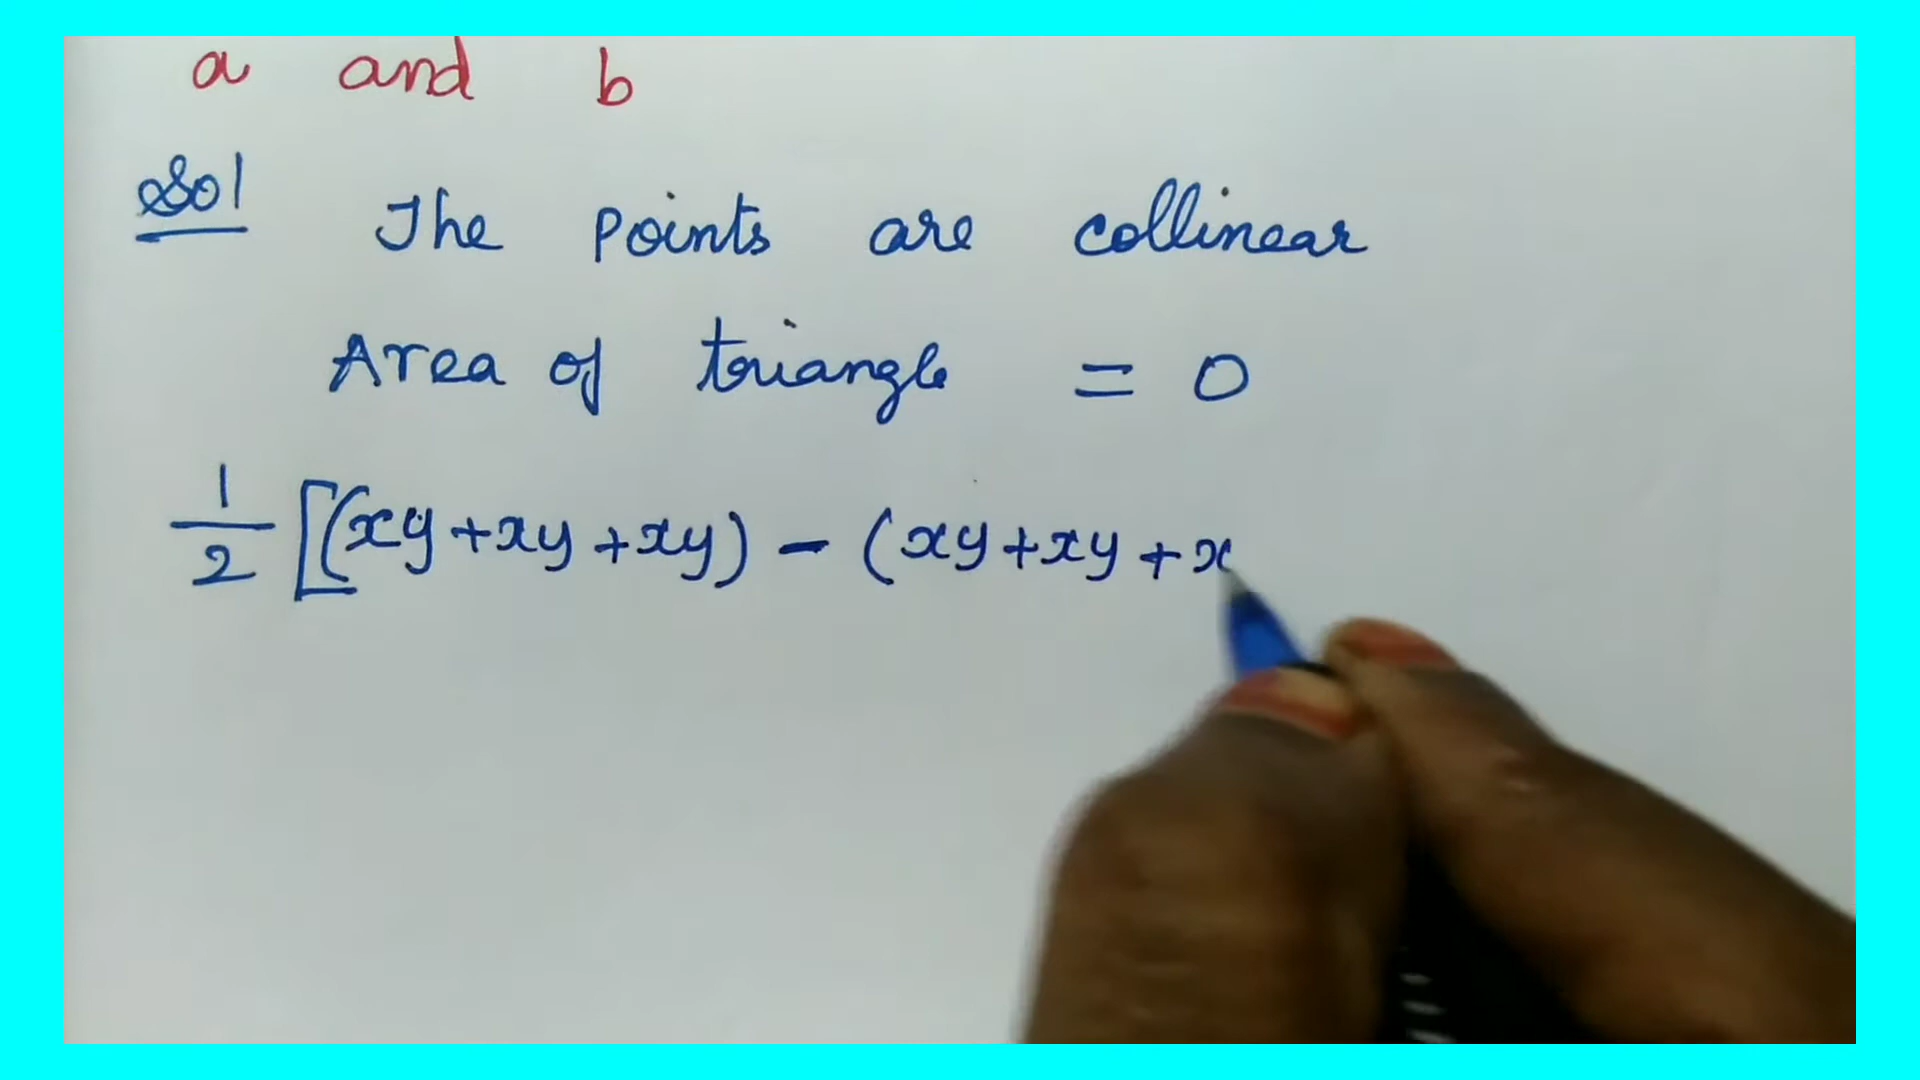 a and b
Sol The points are collinear
Area of triangle = 0
1/2 [(xy+xy+xy) - (xy+xy+x